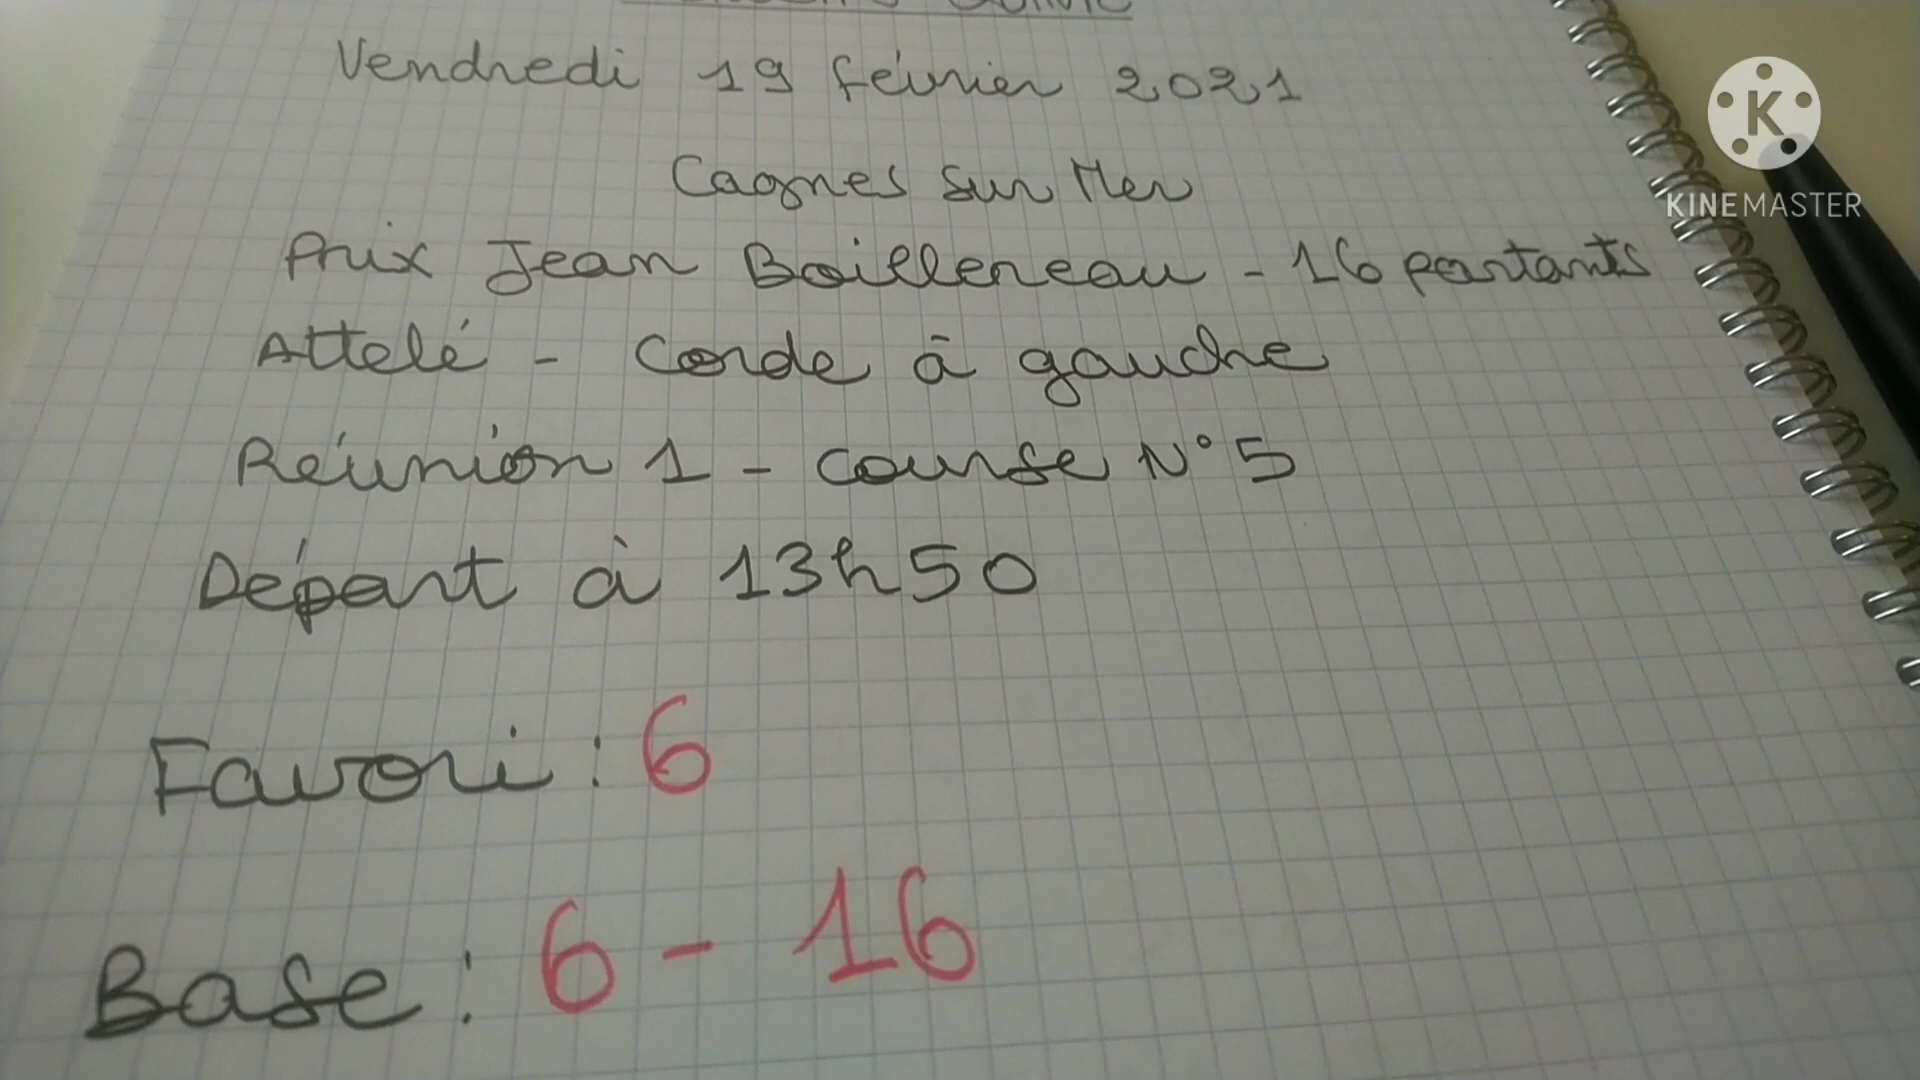 Vendredi 19 février 2021
Cagnes sur Mer
Prix Jean Boillereau - 16 partants
Attelé - Corde à gauche
Réunion 1 - course N° 5
Départ à 13h50
Favori : 6
Base : 6 - 16
K
KINEMASTER